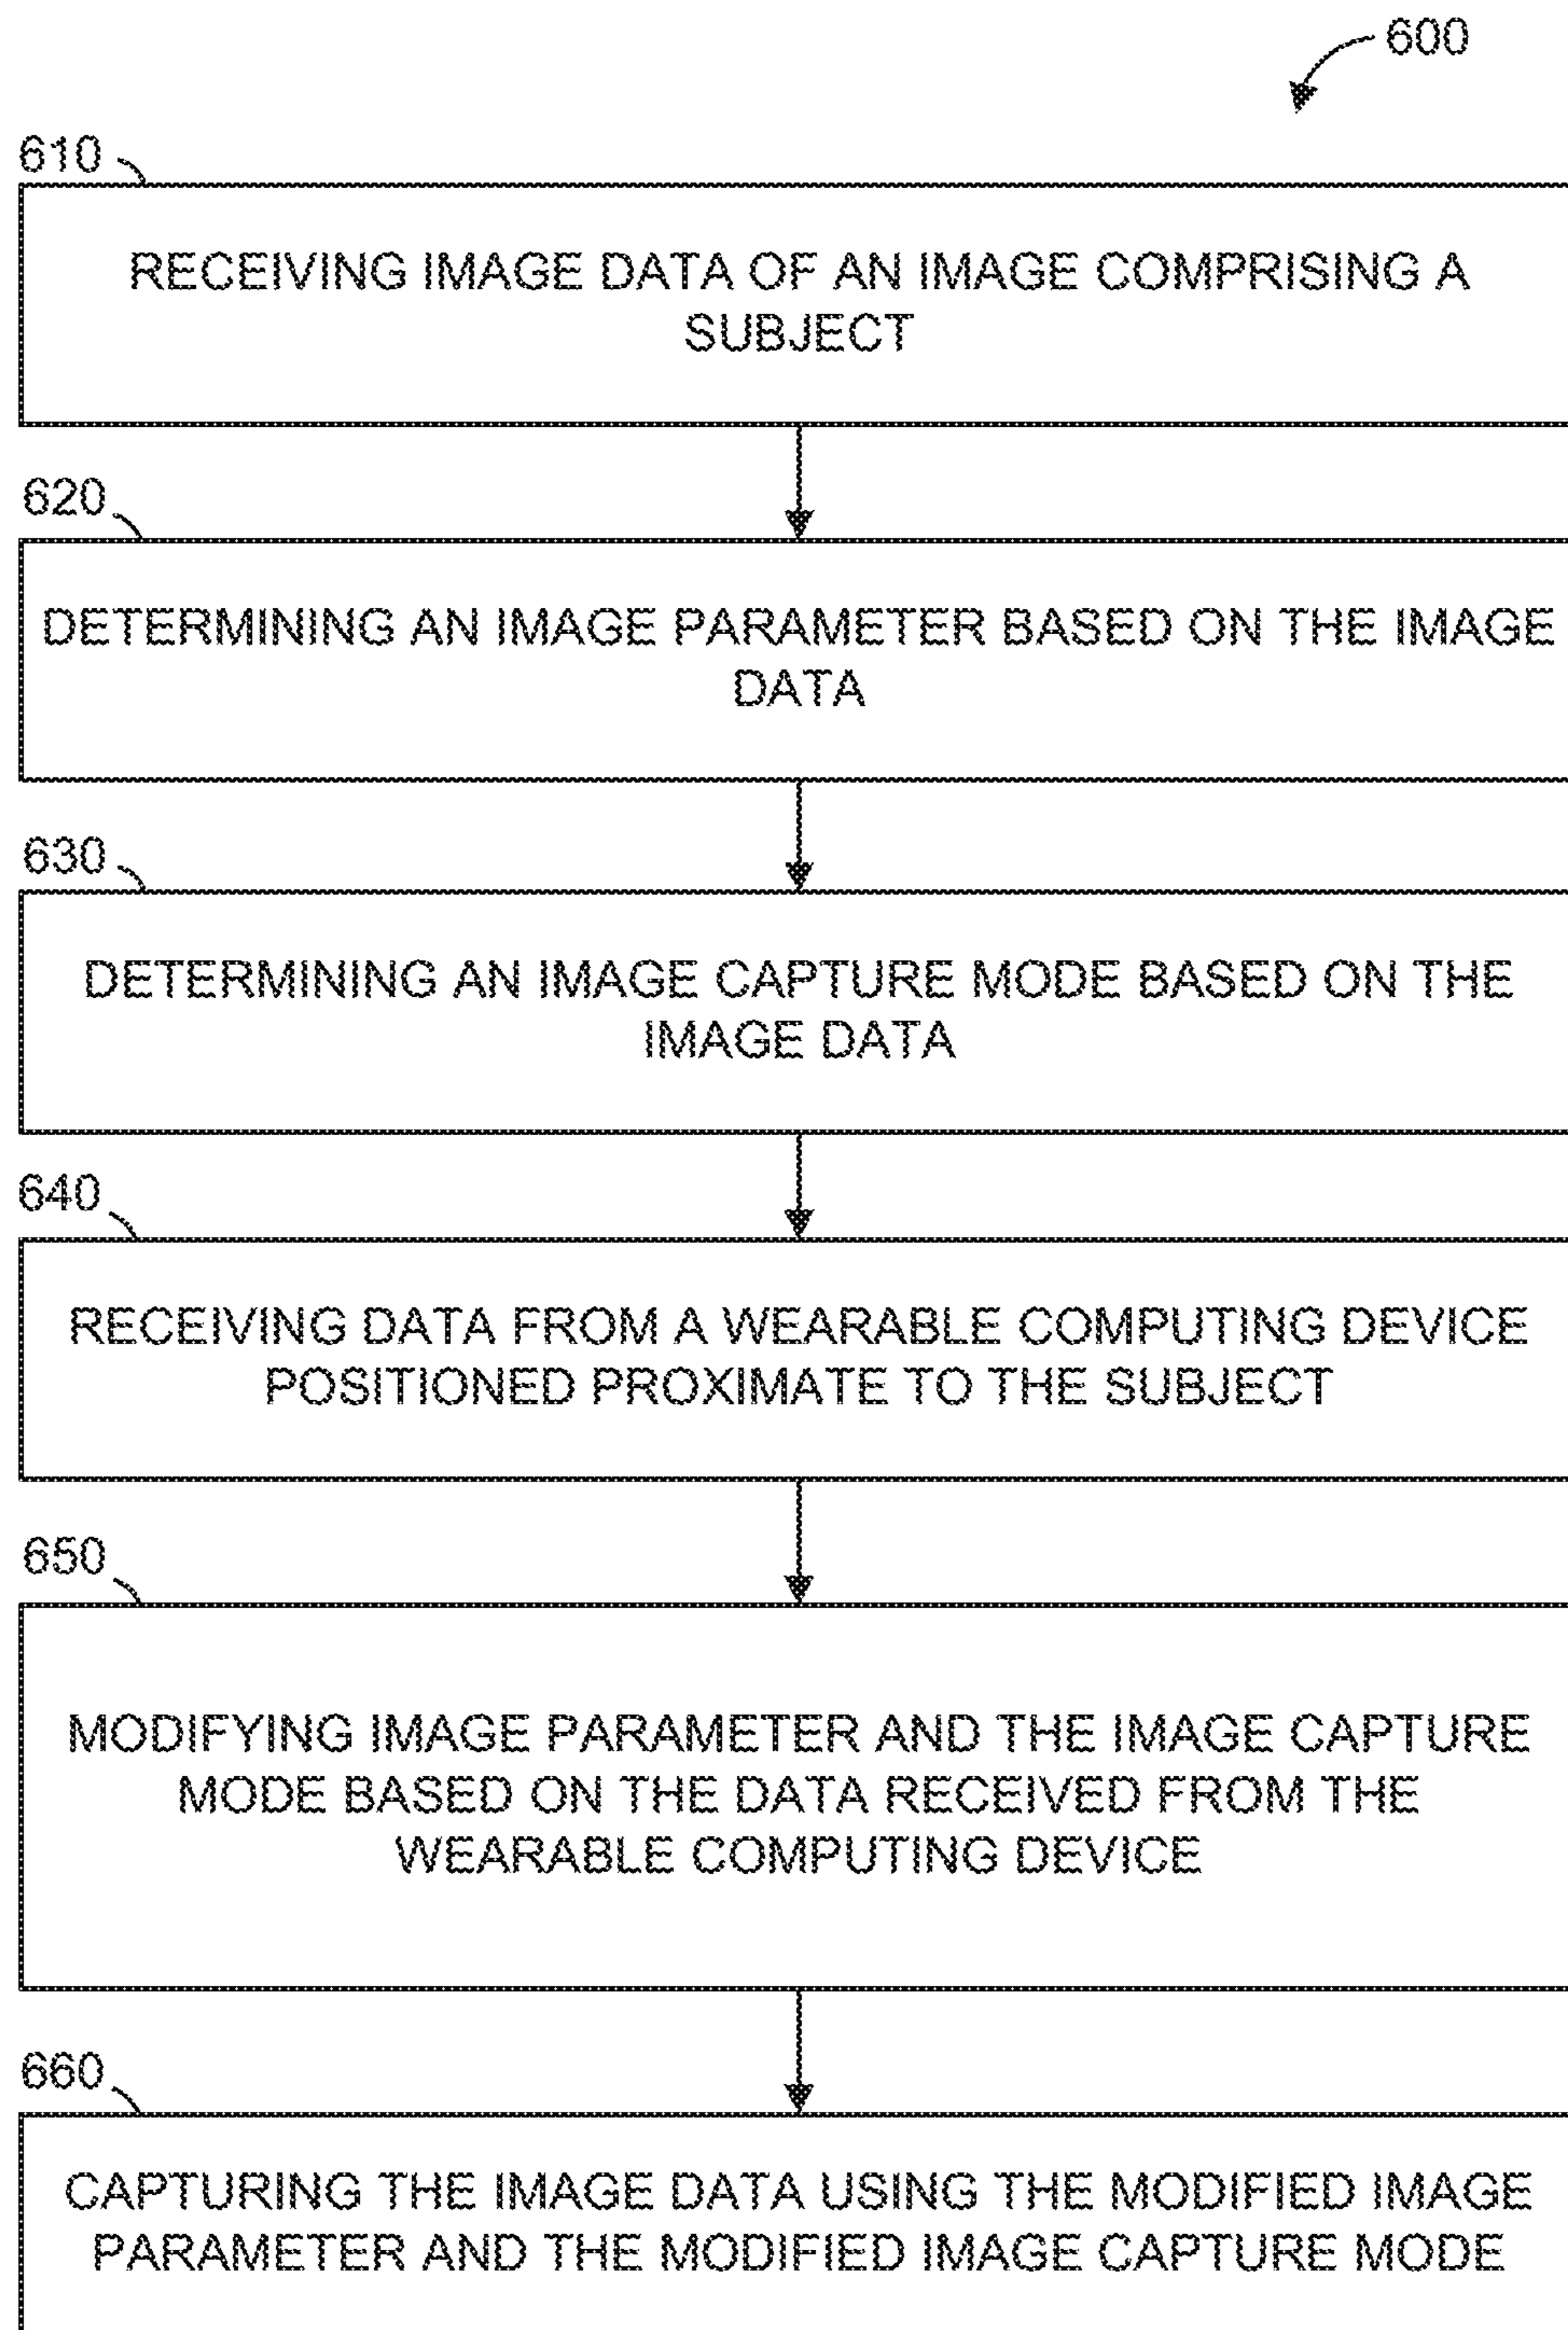 600
610
RECEIVING IMAGE DATA OF AN IMAGE COMPRISING A
SUBJECT
620
DETERMINING AN IMAGE PARAMETER BASED ON THE IMAGE
DATA
630
DETERMINING AN IMAGE CAPTURE MODE BASED ON THE
IMAGE DATA
640
RECEIVING DATA FROM A WEARABLE COMPUTING DEVICE
POSITIONED PROXIMATE TO THE SUBJECT
650
MODIFYING IMAGE PARAMETER AND THE IMAGE CAPTURE
MODE BASED ON THE DATA RECEIVED FROM THE
WEARABLE COMPUTING DEVICE
660
CAPTURING THE IMAGE DATA USING THE MODIFIED IMAGE
PARAMETER AND THE MODIFIED IMAGE CAPTURE MODE